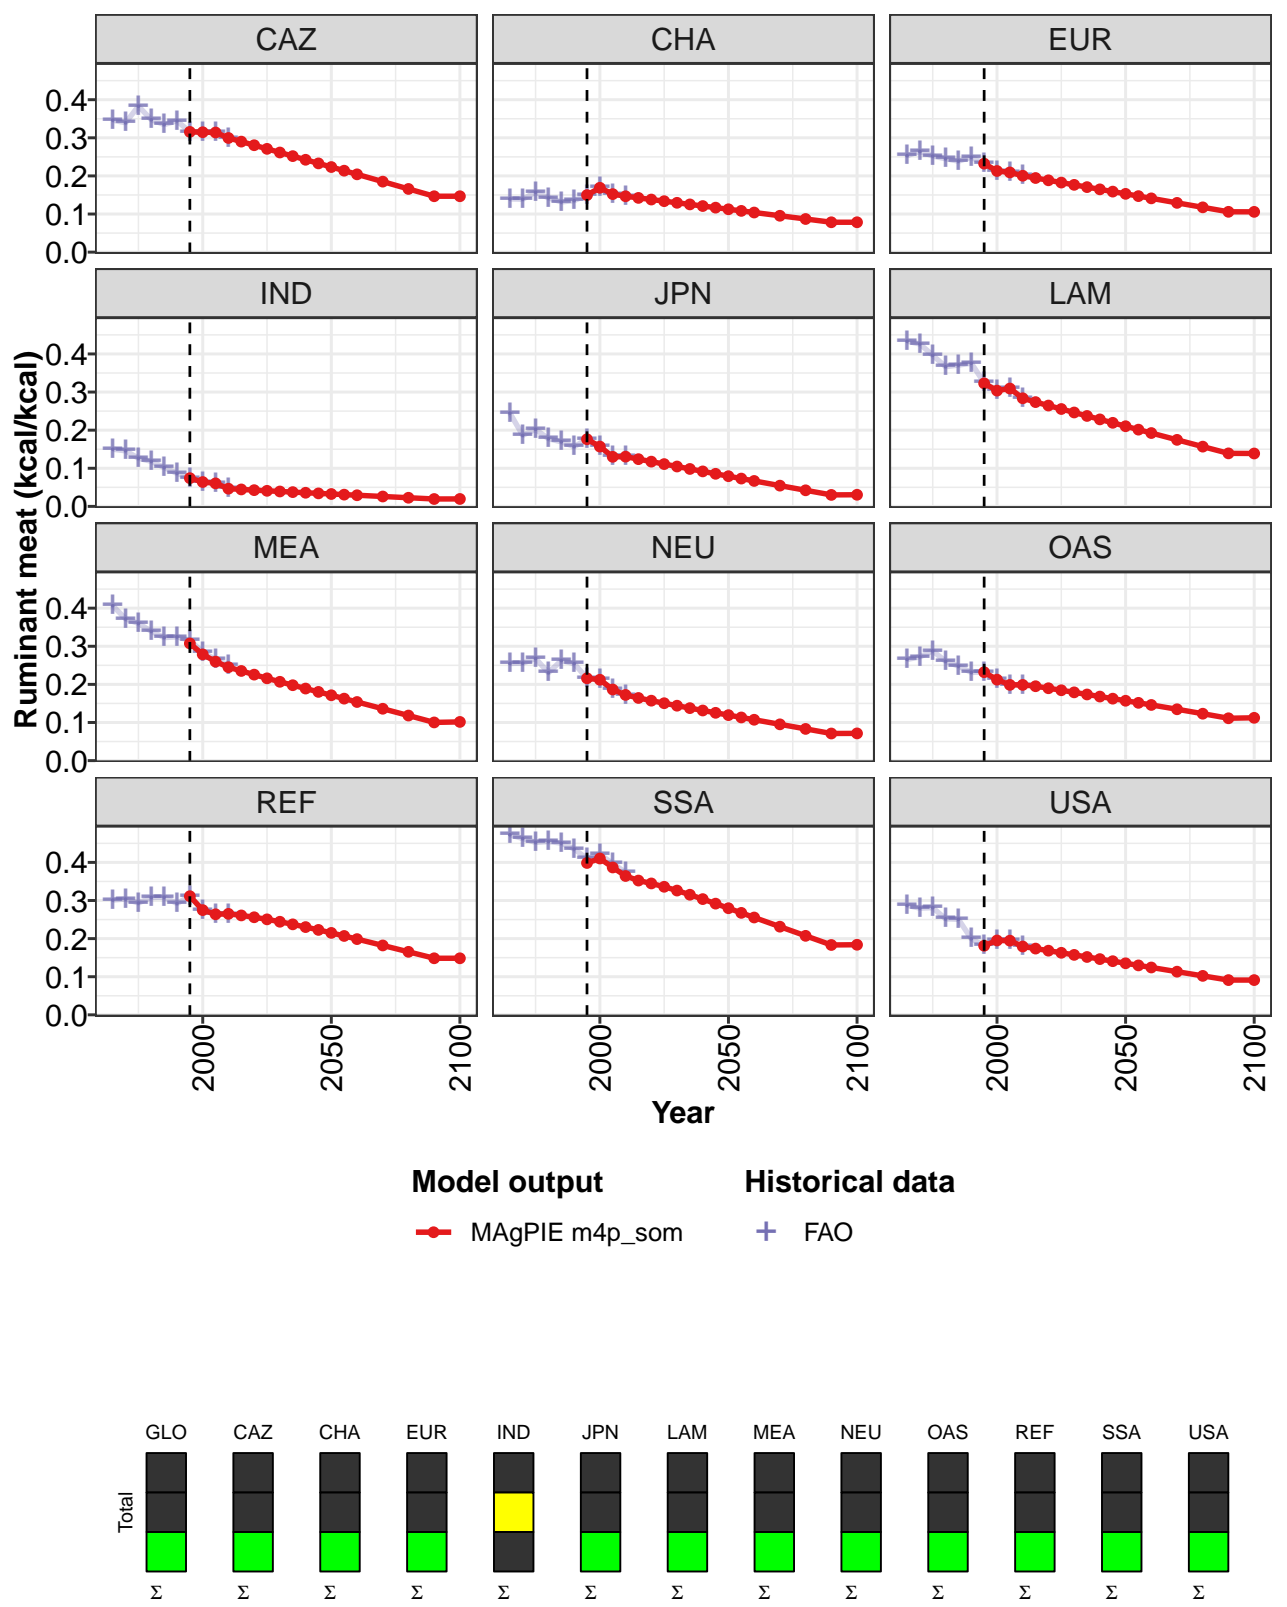 CAZ CHA EUR
0.4
0.3
0.2
0.1
0.0
IND JPN LAM
0.4
0.3
0.2
0.1
0.0
Ruminant meat (kcal/kcal)
MEA NEU OAS
0.4
0.3
0.2
0.1
0.0
REF SSA USA
0.4
0.3
0.2
0.1
0.0
2000 2050 2100 2000 2050 2100 2000 2050 2100
Year
Model output Historical data
MAgPIE m4p_som FAO
GLO CAZ CHA EUR IND JPN LAM MEA NEU OAS REF SSA USA
Total
Σ Σ Σ Σ Σ Σ Σ Σ Σ Σ Σ Σ Σ